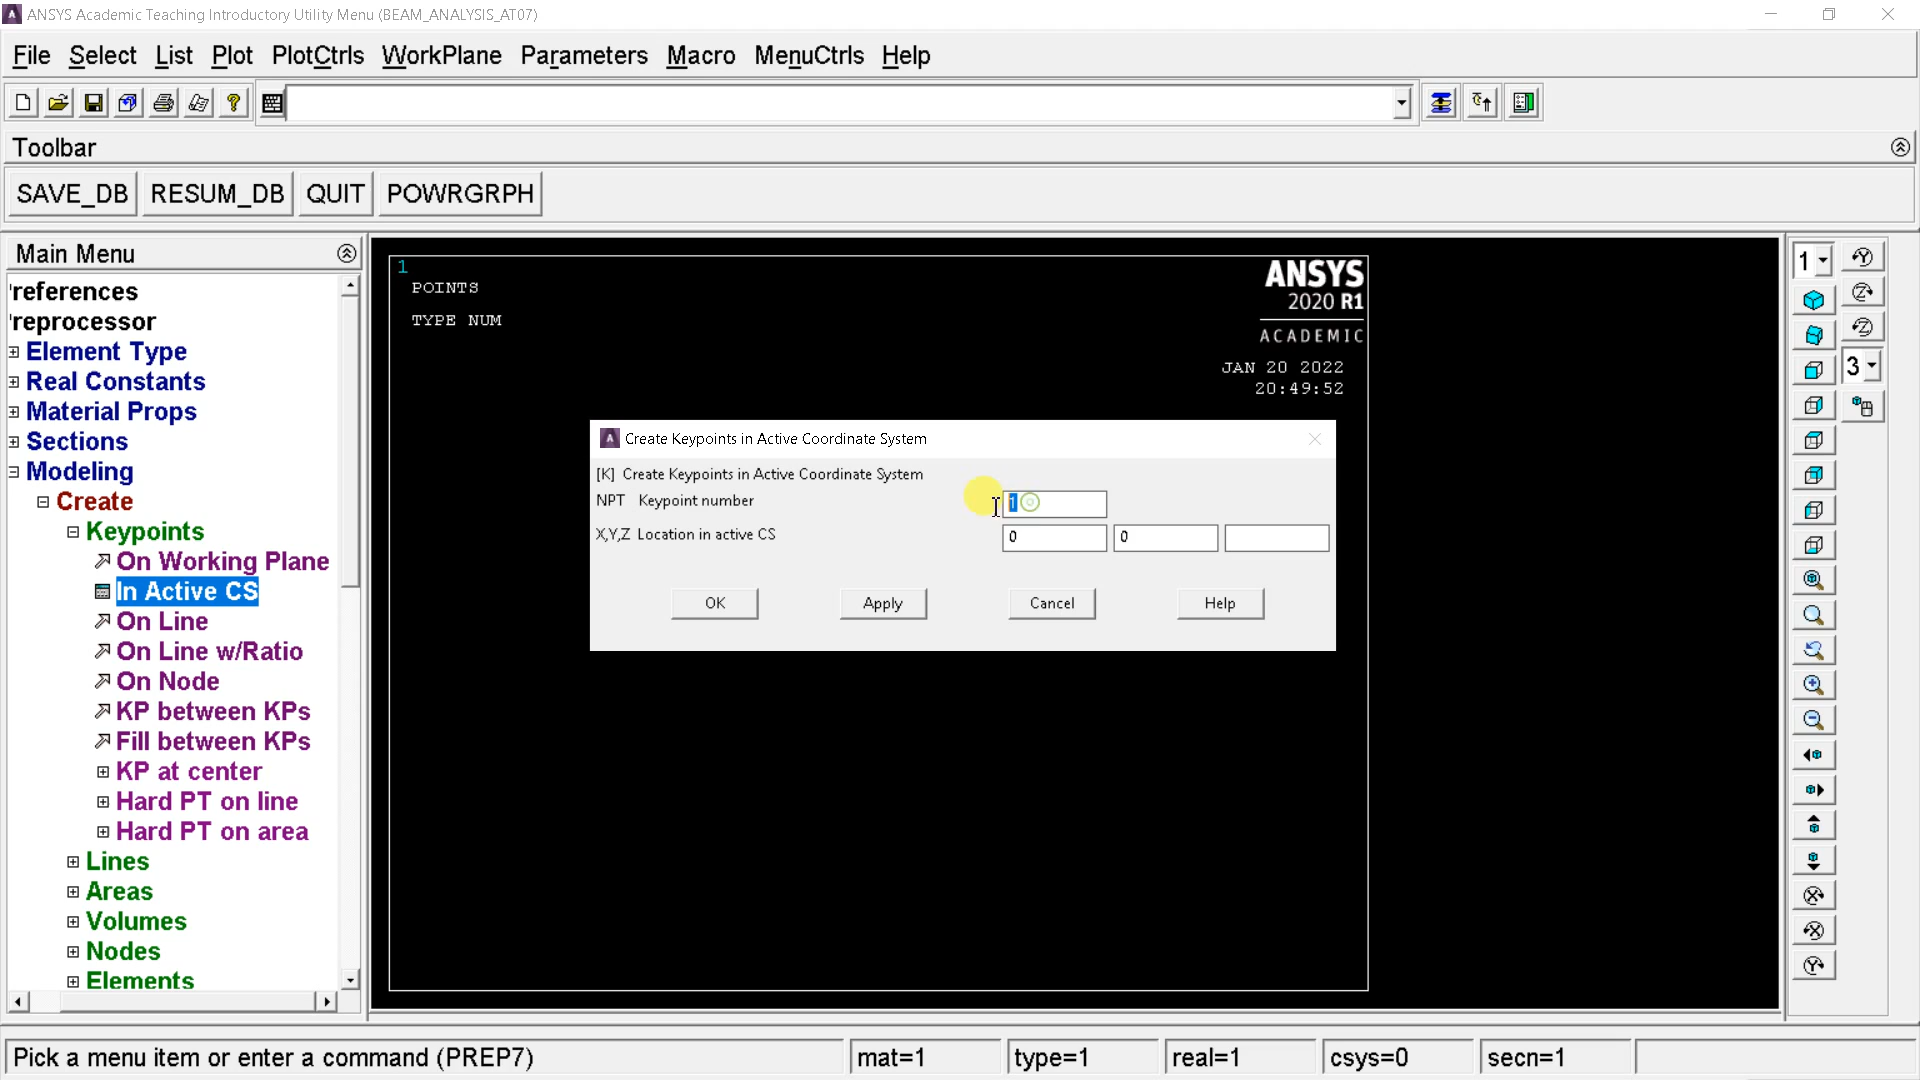 ANSYS Academic Teaching Introductory Utility Menu (BEAM_ANALYSIS_AT07)
File Select List Plot PlotCtrls WorkPlane Parameters Macro MenuCtrls Help
Toolbar
SAVE_DB RESUM_DB QUIT POWRGRPH
Main Menu
references
reprocessor
Element Type
Real Constants
Material Props
Sections
Modeling
Create
Keypoints
On Working Plane
In Active CS
On Line
On Line w/Ratio
On Node
KP between KPs
Fill between KPs
KP at center
Hard PT on line
Hard PT on area
Lines
Areas
Volumes
Nodes
Elements
1
POINTS
TYPE NUM
ANSYS
2020 R1
ACADEMIC
JAN 20 2022
20:49:52
Create Keypoints in Active Coordinate System
[K] Create Keypoints in Active Coordinate System
NPT Keypoint number 1
X,Y,Z Location in active CS 0 0
OK Apply Cancel Help
1
3
Pick a menu item or enter a command (PREP7) mat=1 type=1 real=1 csys=0 secn=1